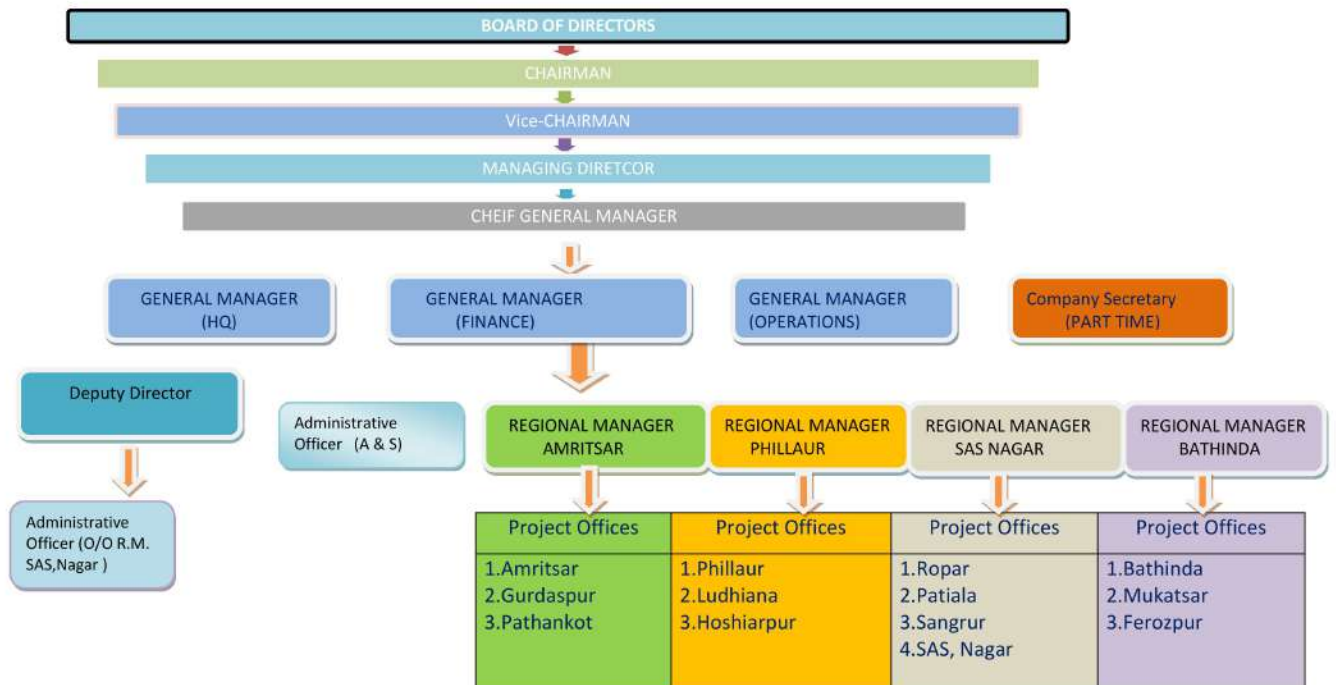 BOARD OF DIRECTORS
CHAIRMAN
Vice-CHAIRMAN
MANAGING DIRETCOR
CHEIF GENERAL MANAGER
GENERAL MANAGER
(HQ)
GENERAL MANAGER
(FINANCE)
GENERAL MANAGER
(OPERATIONS)
Company Secretary
(PART TIME)
Deputy Director
Administrative
Officer (A & S)
REGIONAL MANAGER
AMRITSAR
REGIONAL MANAGER
PHILLAUR
REGIONAL MANAGER
SAS NAGAR
REGIONAL MANAGER
BATHINDA
Administrative
Officer (O/O R.M.
SAS,Nagar )
Project Offices
1.Amritsar
2.Gurdaspur
3.Pathankot
Project Offices
1.Phillaur
2.Ludhiana
3.Hoshiarpur
Project Offices
1.Ropar
2.Patiala
3.Sangrur
4.SAS, Nagar
Project Offices
1.Bathinda
2.Mukatsar
3.Ferozpur